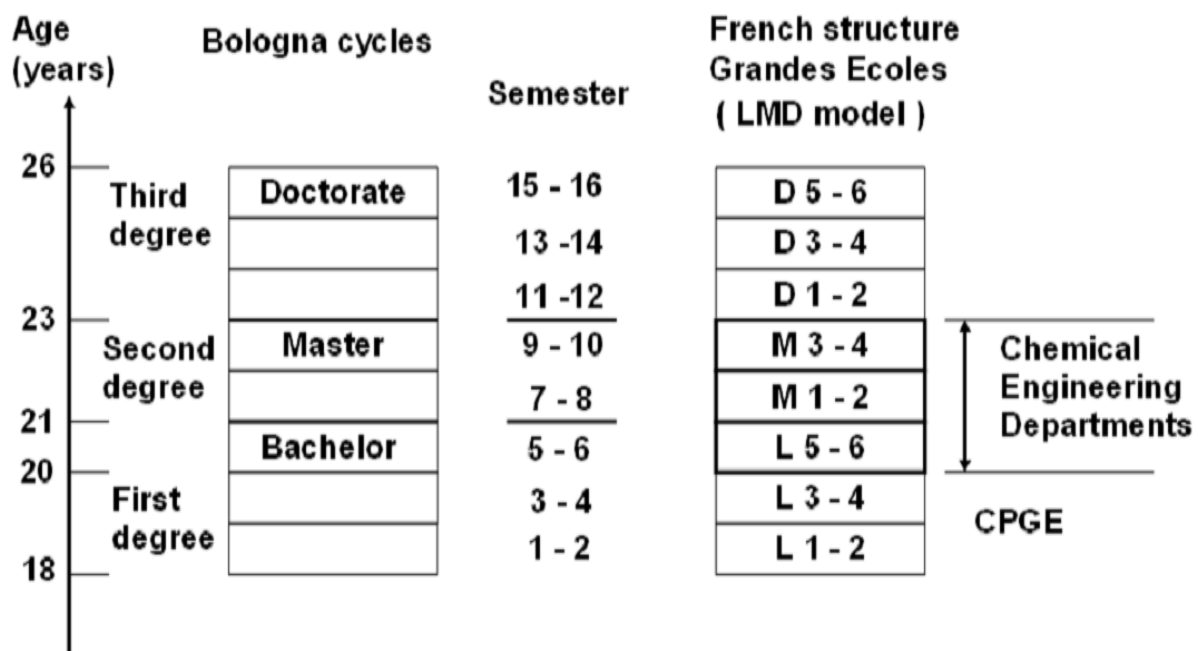 Age
(years)
Bologna cycles
Semester
French structure
Grandes Ecoles
( LMD model )
26
Third
degree
Doctorate
15 - 16
D 5 - 6
13 -14
D 3 - 4
11 -12
D 1 - 2
23
Second
degree
Master
9 - 10
M 3 - 4
7 - 8
M 1 - 2
Chemical
Engineering
Departments
21
Bachelor
5 - 6
L 5 - 6
20
First
degree
3 - 4
L 3 - 4
CPGE
1 - 2
L 1 - 2
18